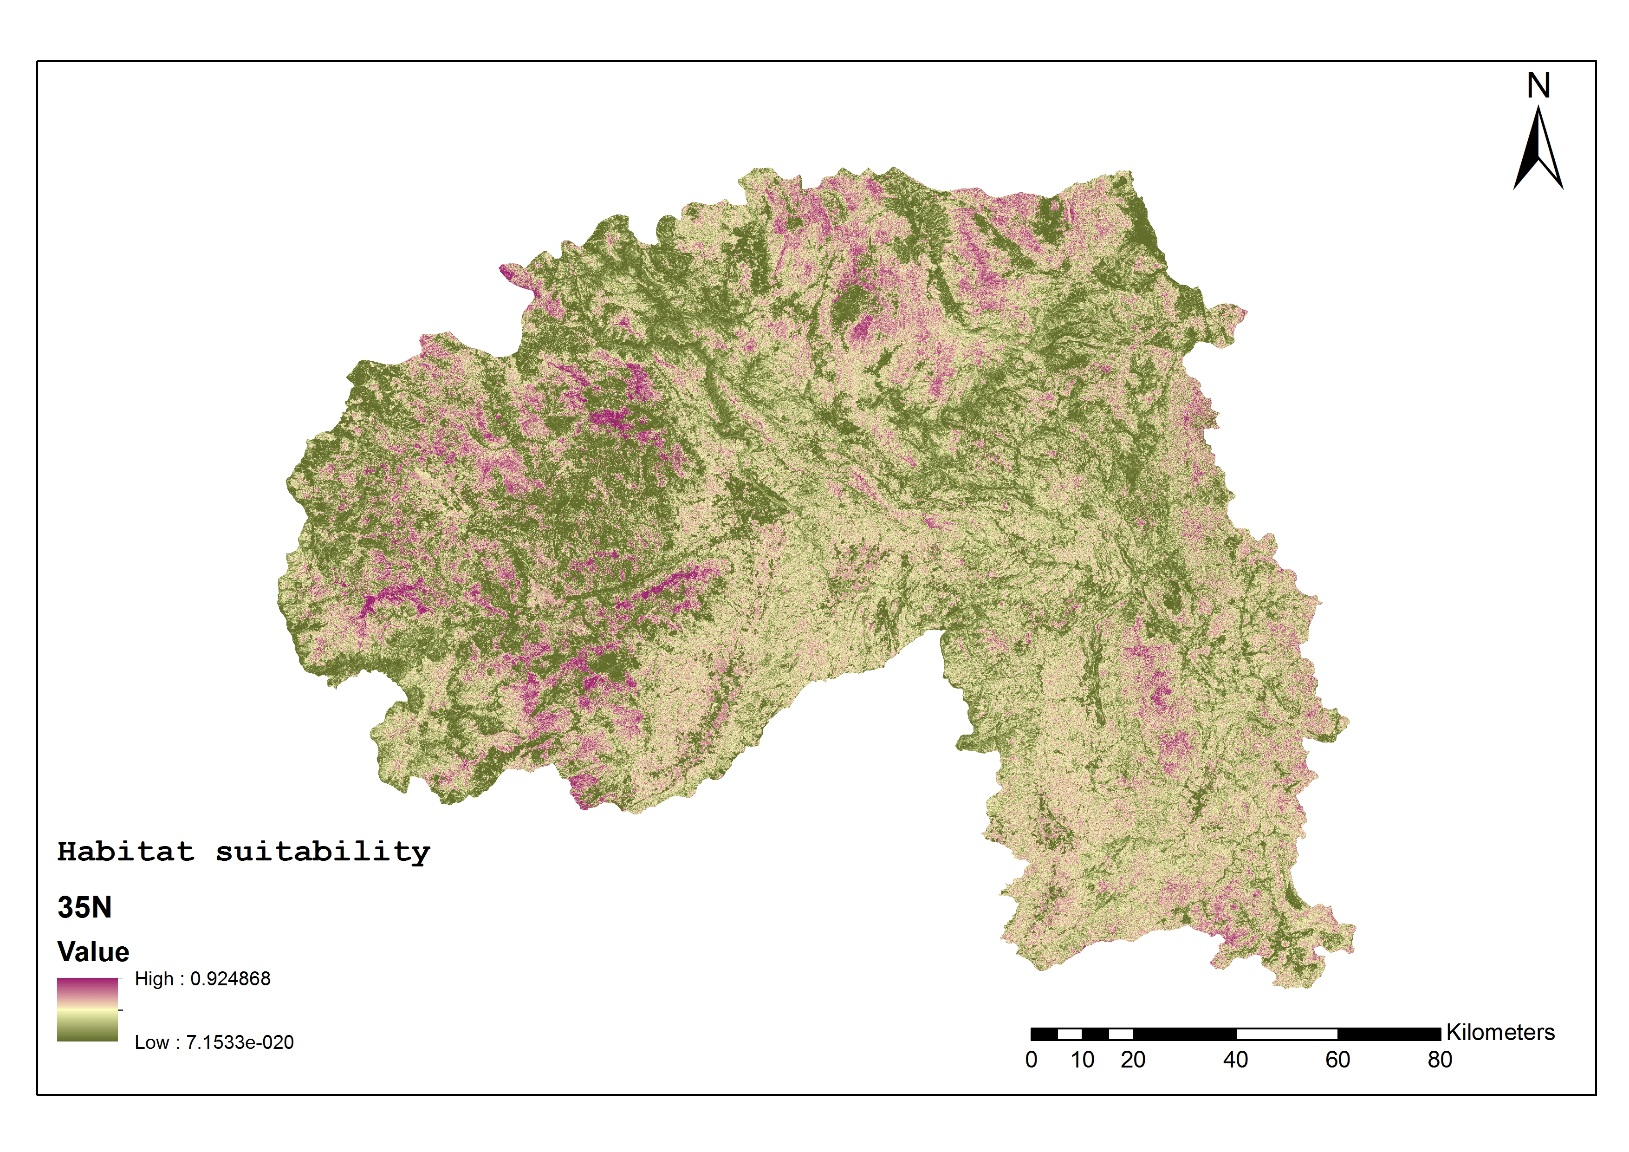 N
Habitat suitability
35N
Value
High : 0.924868
Low : 7.1533e-020
Kilometers
0 10 20 40 60 80